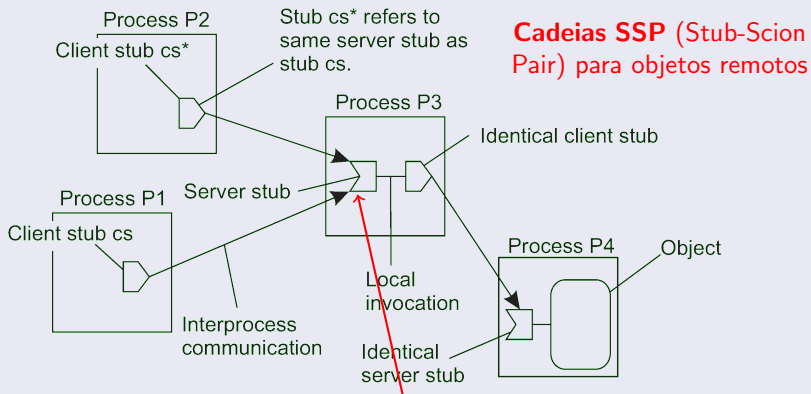 Process P2
Client stub cs*
Stub cs* refers to
same server stub as
stub cs.
Cadeias SSP (Stub-Scion
Pair) para objetos remotos
Process P3
Identical client stub
Server stub
Process P1
Client stub cs
Interprocess
communication
Local
invocation
Identical
server stub
Process P4
Object